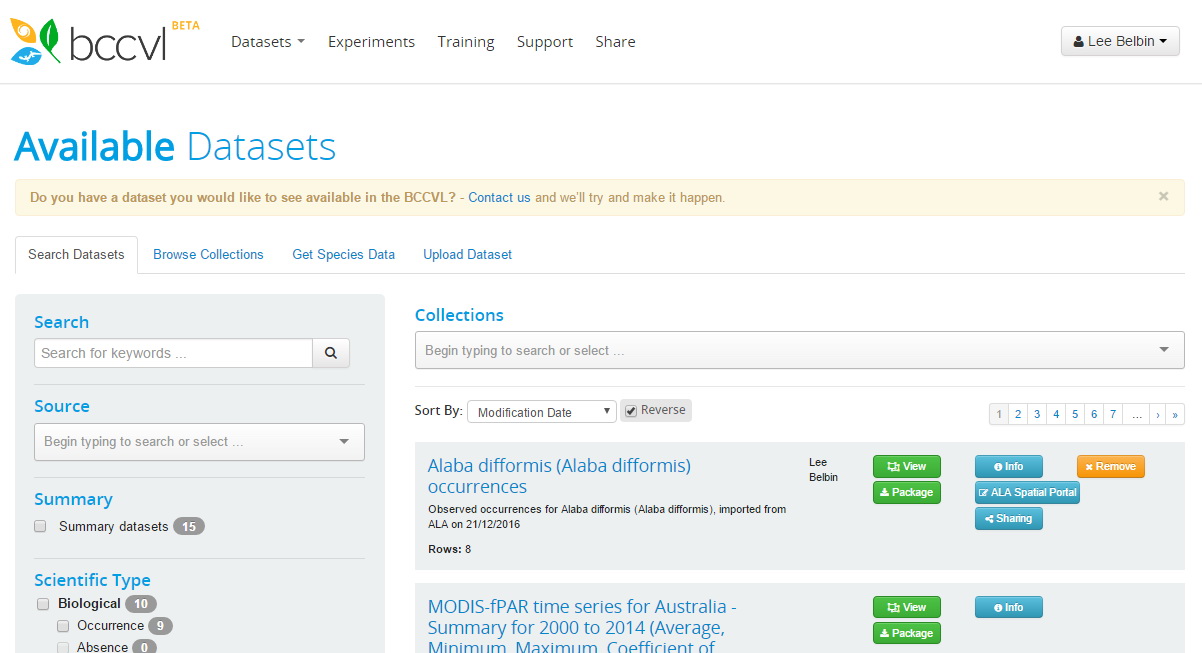 bccvl BETA
Datasets Experiments Training Support Share
Lee Belbin
Available Datasets
Do you have a dataset you would like to see available in the BCCVL? - Contact us and we'll try and make it happen. ×
Search Datasets Browse Collections Get Species Data Upload Dataset
Search
Search for keywords ...
Source
Begin typing to search or select ...
Summary
Summary datasets 15
Scientific Type
Biological 10
Occurrence 9
Absence 0
Collections
Begin typing to search or select ...
Sort By: Modification Date Reverse
1 2 3 4 5 6 7 ... › »
Alaba difformis (Alaba difformis)
occurrences
Observed occurrences for Alaba difformis (Alaba difformis), imported from
ALA on 21/12/2016
Rows: 8
Lee
Belbin
View
Package
Info
ALA Spatial Portal
Sharing
Remove
MODIS-fPAR time series for Australia -
Summary for 2000 to 2014 (Average,
Minimum, Maximum, Coefficient of
View
Package
Info